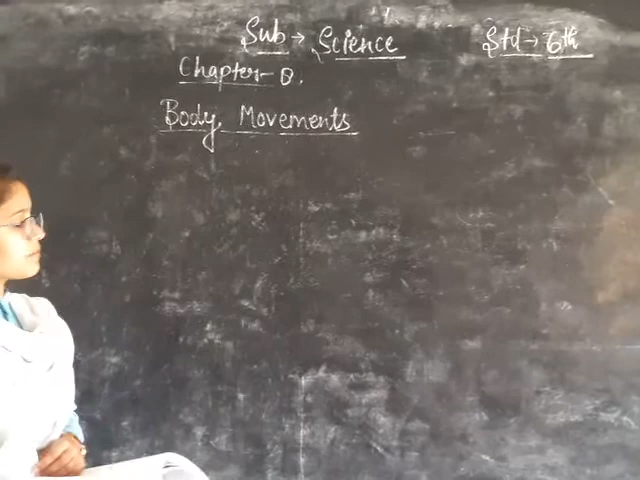 Sub → Science Std → 6th
Chapter - 8.
Body Movements